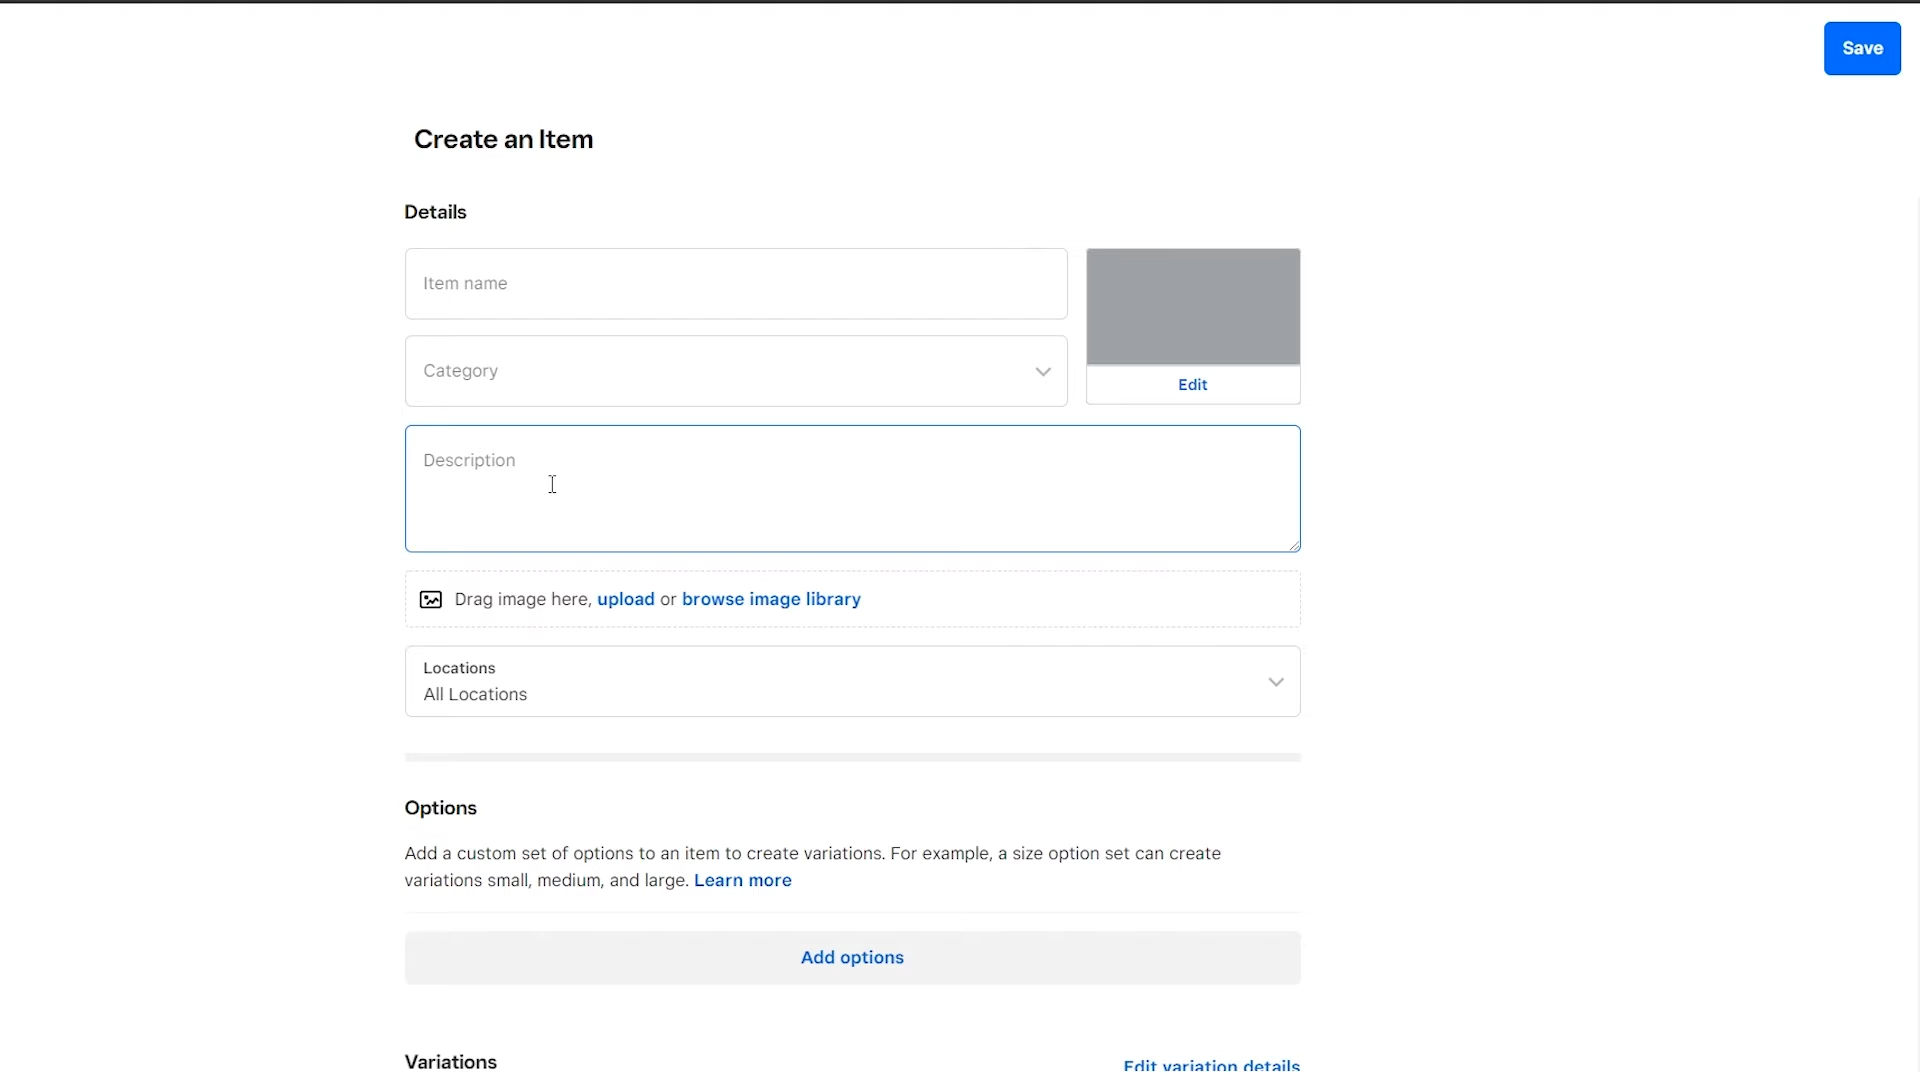 Save
Create an Item
Details
Item name
Category
Edit
Description
Drag image here, upload or browse image library
Locations
All Locations
Options
Add a custom set of options to an item to create variations. For example, a size option set can create
variations small, medium, and large. Learn more
Add options
Variations
Edit variation details